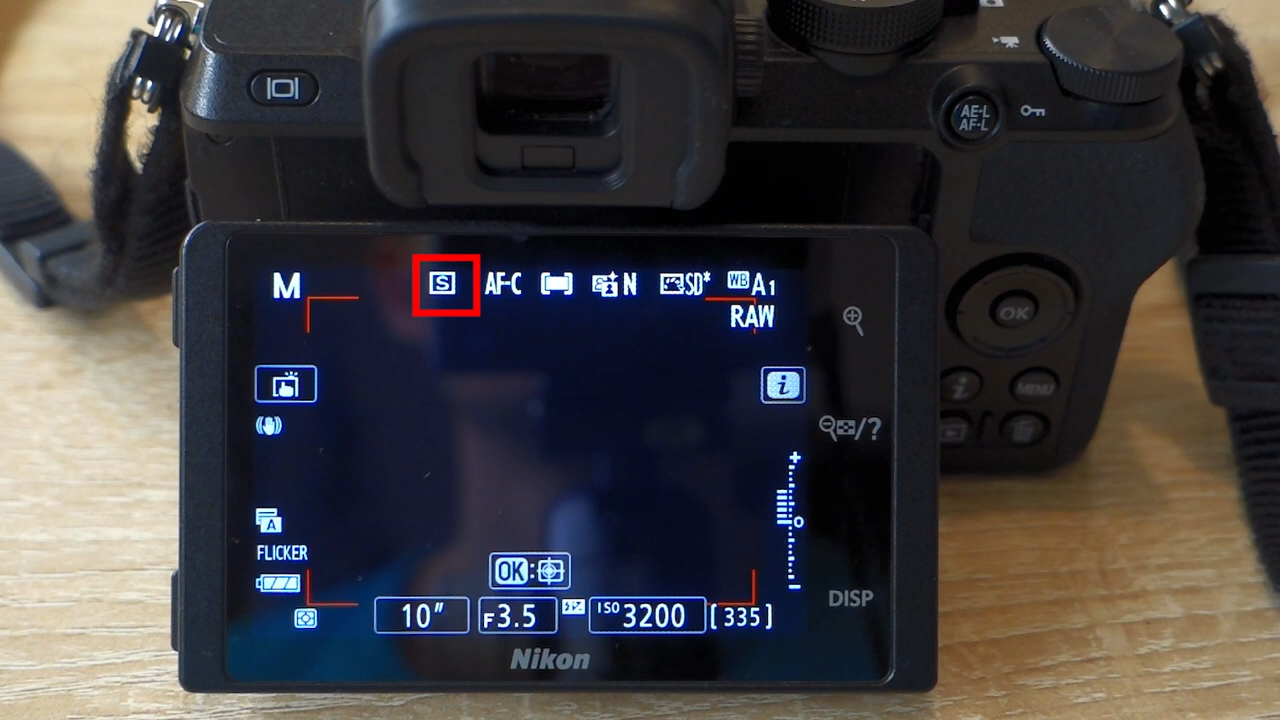 AE-L
AF-L
M S AF-C N SD* WB A1
RAW
OK
i
i MENU
/?
A
FLICKER
OK:
10" F3.5 ISO 3200 [335]
DISP
Nikon